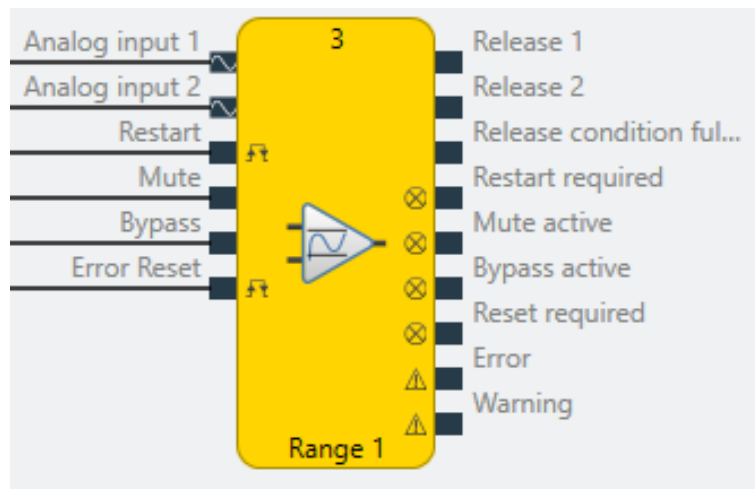 3
Analog input 1
Analog input 2
Restart
Mute
Bypass
Error Reset
Release 1
Release 2
Release condition ful...
Restart required
Mute active
Bypass active
Reset required
Error
Warning
Range 1